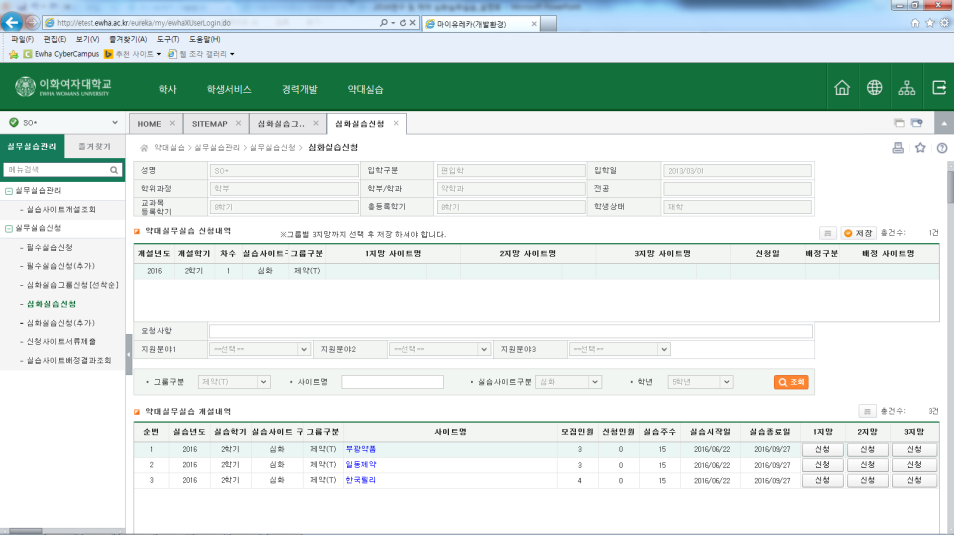 http://etest.ewha.ac.kr/eureka/my/ewhaXUserLogin.do
마이유레카(개발환경)
파일(F) 편집(E) 보기(V) 즐겨찾기(A) 도구(T) 도움말(H)
Ewha CyberCampus 추천 사이트 웹 조각 갤러리
이화여자대학교
EWHA WOMANS UNIVERSITY
학사 학생서비스 경력개발 약대실습
SO*
HOME SITEMAP 심화실습그.. 심화실습신청
실무실습관리 즐겨찾기
약대실습 > 실무실습관리 > 실무실습신청 > 심화실습신청
메뉴검색
실무실습관리
- 실습사이트개설조회
실무실습신청
- 필수실습신청
- 필수실습신청(추가)
- 심화실습그룹신청[선착순]
- 심화실습신청
- 심화실습신청(추가)
- 신청사이트서류제출
- 실습사이트배정결과조회
성명 SO* 입학구분 편입학 입학일 2013/03/01
학위과정 학부 학부/학과 약학과 전공
교과목
등록학기 8학기 총등록학기 8학기 학생상태 재학
약대실무실습 신청내역 ※그룹별 3지망까지 선택 후 저장 하셔야 합니다. 저장 총건수: 1건
개설년도 개설학기 차수 실습사이트 그룹구분 1지망 사이트명 2지망 사이트명 3지망 사이트명 신청일 배정구분 배정 사이트명
2016 2학기 1 심화 제약(T)
요청사항
지원분야1 --선택-- 지원분야2 --선택-- 지원분야3 --선택--
• 그룹구분 제약(T) • 사이트명 • 실습사이트구분 심화 • 학년 5학년 조회
약대실무실습 개설내역 총건수: 3건
순번 실습년도 실습학기 실습사이트 구 그룹구분 사이트명 모집인원 신청인원 실습주수 실습시작일 실습종료일 1지망 2지망 3지망
1 2016 2학기 심화 제약(T) 부광약품 3 0 15 2016/06/22 2016/09/27 신청 신청 신청
2 2016 2학기 심화 제약(T) 일동제약 3 0 15 2016/06/22 2016/09/27 신청 신청 신청
3 2016 2학기 심화 제약(T) 한국릴리 4 0 15 2016/06/22 2016/09/27 신청 신청 신청